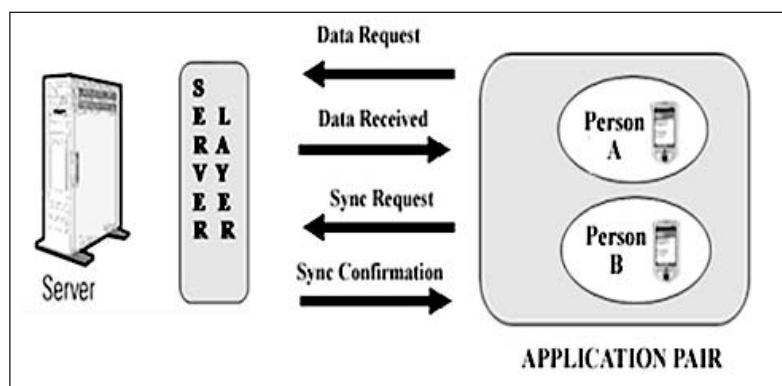 Data Request
SERVER
LAYER
Data Received
Person
A
Sync Request
Person
B
Sync Confirmation
Server
APPLICATION PAIR